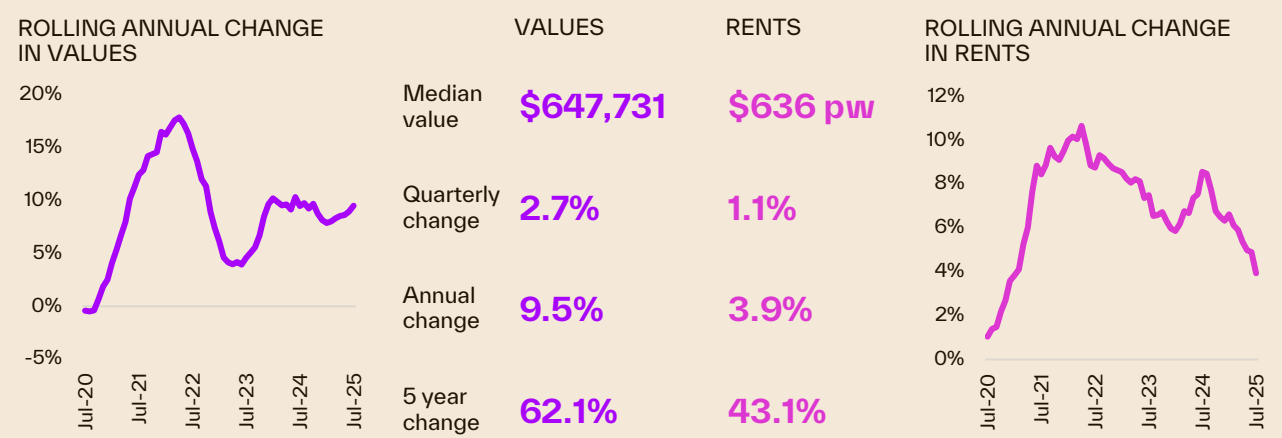 ROLLING ANNUAL CHANGE
IN VALUES
20%
15%
10%
5%
0%
-5%
Jul-20
Jul-21
Jul-22
Jul-23
Jul-24
Jul-25
VALUES
RENTS
Median
value
$647,731
$636 pw
Quarterly
change
2.7%
1.1%
Annual
change
9.5%
3.9%
5 year
change
62.1%
43.1%
ROLLING ANNUAL CHANGE
IN RENTS
12%
10%
8%
6%
4%
2%
0%
Jul-20
Jul-21
Jul-22
Jul-23
Jul-24
Jul-25